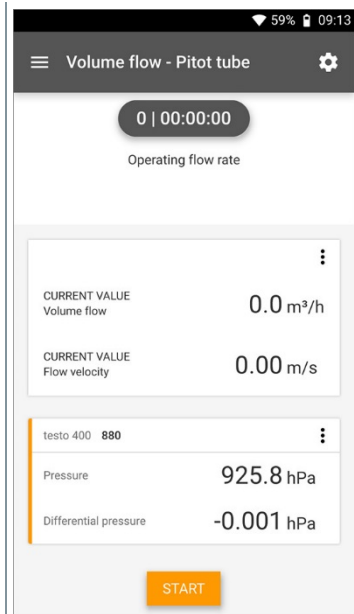 59% 09:13
Volume flow - Pitot tube
0 | 00:00:00
Operating flow rate
CURRENT VALUE
Volume flow
0.0 m³/h
CURRENT VALUE
Flow velocity
0.00 m/s
testo 400 880
Pressure
925.8 hPa
Differential pressure
-0.001 hPa
START